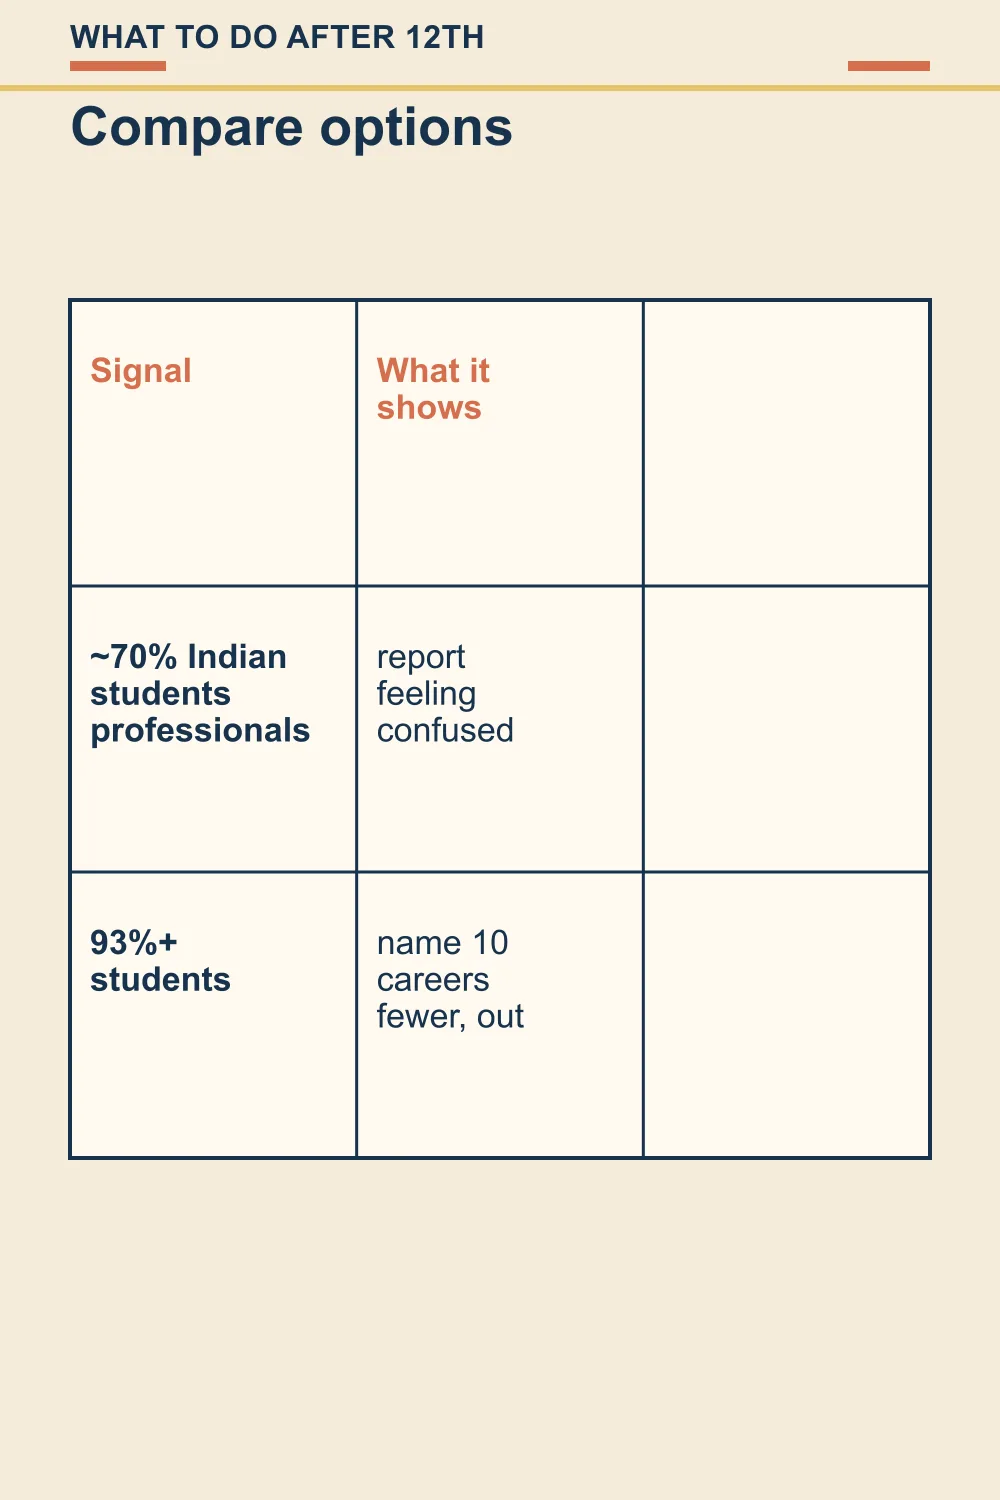 WHAT TO DO AFTER 12TH
Compare options
Signal
What it
shows
~70% Indian
students
professionals
report
feeling
confused
93%+
students
name 10
careers
fewer, out